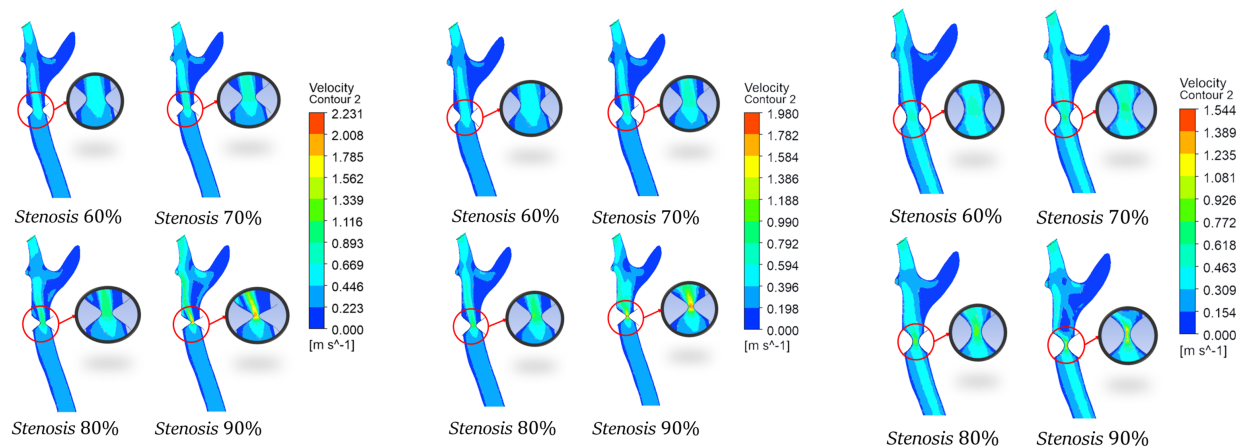 Velocity
Contour 2
2.231
2.008
1.785
1.562
1.339
1.116
0.893
0.669
0.446
0.223
0.000
[m s^-1]
Stenosis 60%
Stenosis 70%
Stenosis 80%
Stenosis 90%
Velocity
Contour 2
1.980
1.782
1.584
1.386
1.188
0.990
0.792
0.594
0.396
0.198
0.000
[m s^-1]
Stenosis 60%
Stenosis 70%
Stenosis 80%
Stenosis 90%
Velocity
Contour 2
1.544
1.389
1.235
1.081
0.926
0.772
0.618
0.463
0.309
0.154
0.000
[m s^-1]
Stenosis 60%
Stenosis 70%
Stenosis 80%
Stenosis 90%